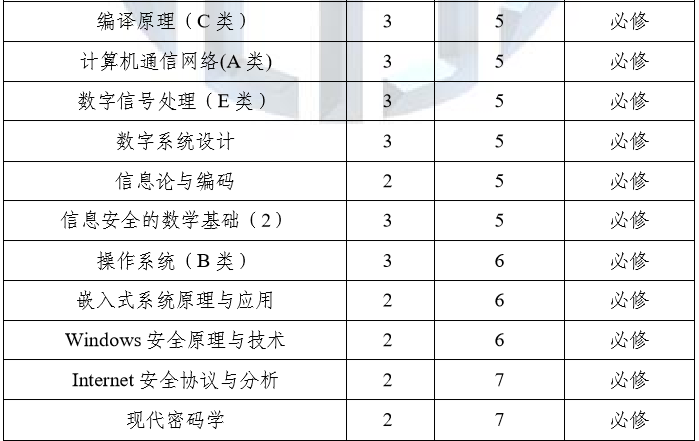 编译原理（C 类） 3 5 必修
计算机通信网络(A 类) 3 5 必修
数字信号处理（E 类） 3 5 必修
数字系统设计 3 5 必修
信息论与编码 2 5 必修
信息安全的数学基础（2） 3 5 必修
操作系统（B 类） 3 6 必修
嵌入式系统原理与应用 2 6 必修
Windows 安全原理与技术 2 6 必修
Internet 安全协议与分析 2 7 必修
现代密码学 2 7 必修